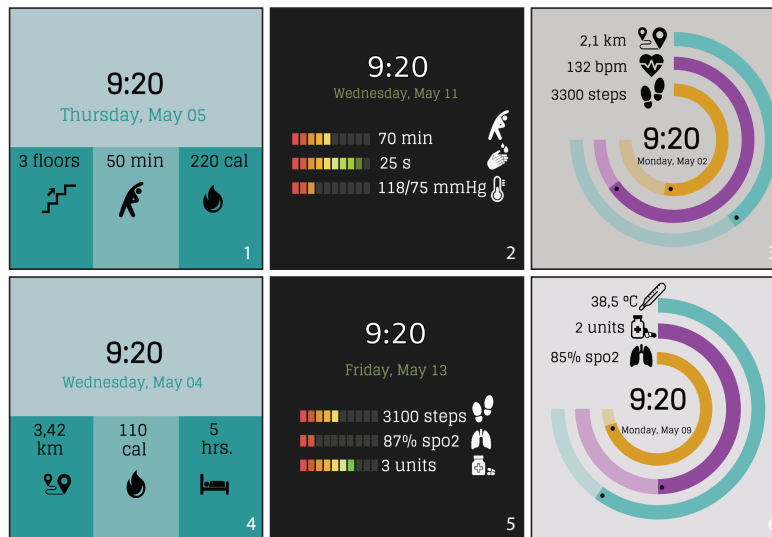 9:20
Thursday, May 05
3 floors
50 min
220 cal
1
9:20
Wednesday, May 11
70 min
25 s
118/75 mmHg
2
2,1 km
132 bpm
3300 steps
9:20
Monday, May 02
3
9:20
Wednesday, May 04
3,42
km
110
cal
5
hrs.
4
9:20
Friday, May 13
3100 steps
87% spo2
3 units
5
38,5 ºC
2 units
85% spo2
9:20
Monday, May 09
6